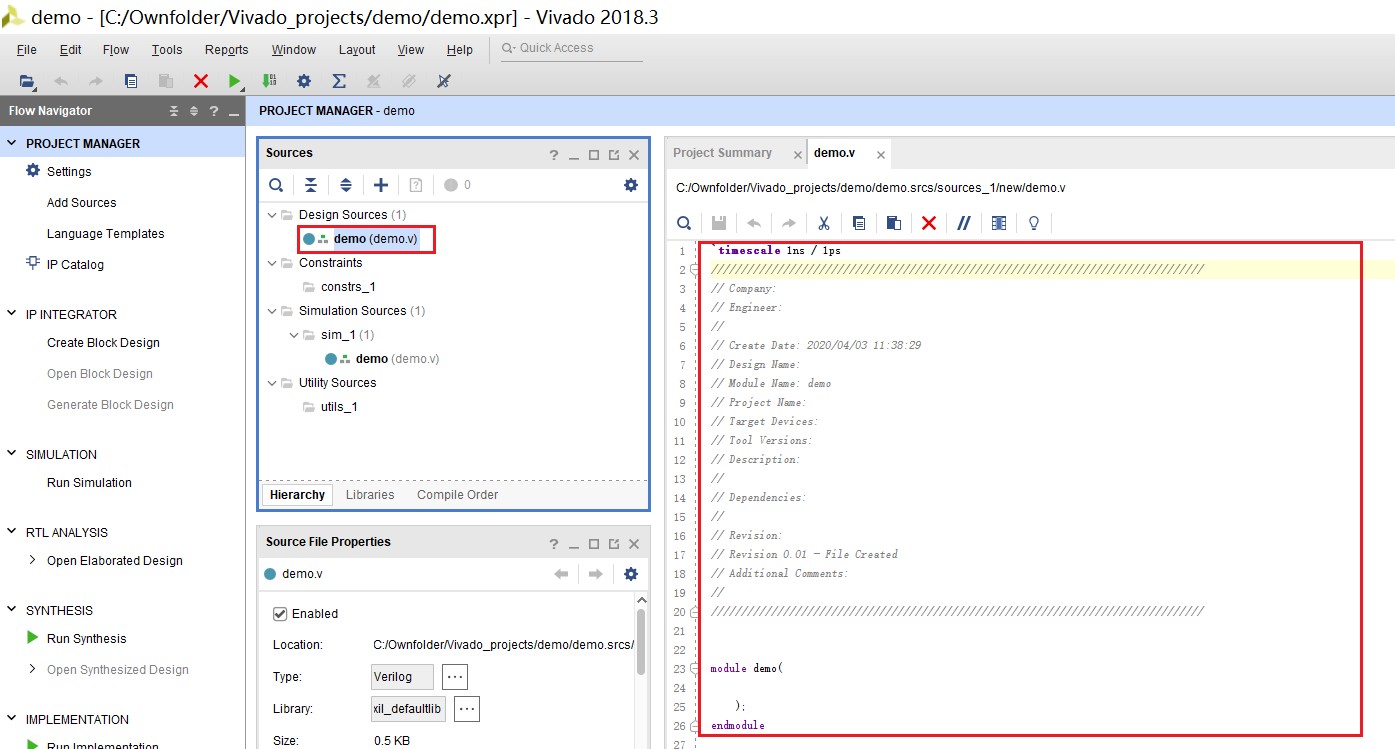 demo - [C:/Ownfolder/Vivado_projects/demo/demo.xpr] - Vivado 2018.3
File Edit Flow Tools Reports Window Layout View Help Quick Access
Flow Navigator
PROJECT MANAGER
Settings
Add Sources
Language Templates
IP Catalog
IP INTEGRATOR
Create Block Design
Open Block Design
Generate Block Design
SIMULATION
Run Simulation
RTL ANALYSIS
Open Elaborated Design
SYNTHESIS
Run Synthesis
Open Synthesized Design
IMPLEMENTATION
Run Implementation
PROJECT MANAGER - demo
Sources
0
Design Sources (1)
demo (demo.v)
Constraints
constrs_1
Simulation Sources (1)
sim_1 (1)
demo (demo.v)
Utility Sources
utils_1
Hierarchy Libraries Compile Order
Source File Properties
demo.v
Enabled
Location: C:/Ownfolder/Vivado_projects/demo/demo.srcs/
Type: Verilog ...
Library: xil_defaultlib ...
Size: 0.5 KB
Project Summary demo.v
C:/Ownfolder/Vivado_projects/demo/demo.srcs/sources_1/new/demo.v
1 `timescale 1ns / 1ps
2 //////////////////////////////////////////////////////////////////////////////////
3 // Company:
4 // Engineer:
5 //
6 // Create Date: 2020/04/03 11:38:29
7 // Design Name:
8 // Module Name: demo
9 // Project Name:
10 // Target Devices:
11 // Tool Versions:
12 // Description:
13 //
14 // Dependencies:
15 //
16 // Revision:
17 // Revision 0.01 - File Created
18 // Additional Comments:
19 //
20 //////////////////////////////////////////////////////////////////////////////////
21
22
23 module demo(
24
25 );
26 endmodule
27